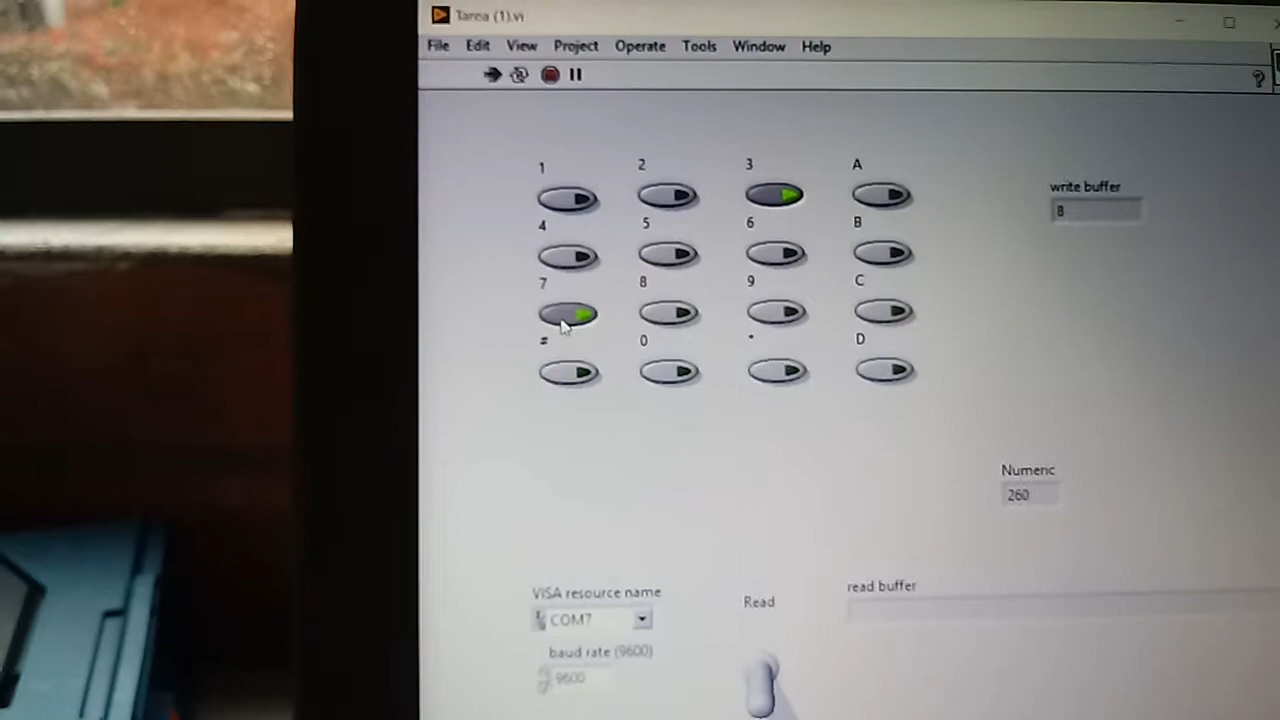 Tarea (1).vi
File Edit View Project Operate Tools Window Help
?
1 2 3 A
write buffer
8
4 5 6 B
7 8 9 C
# 0 * D
Numeric
260
VISA resource name
COM7
Read
read buffer
baud rate (9600)
9600